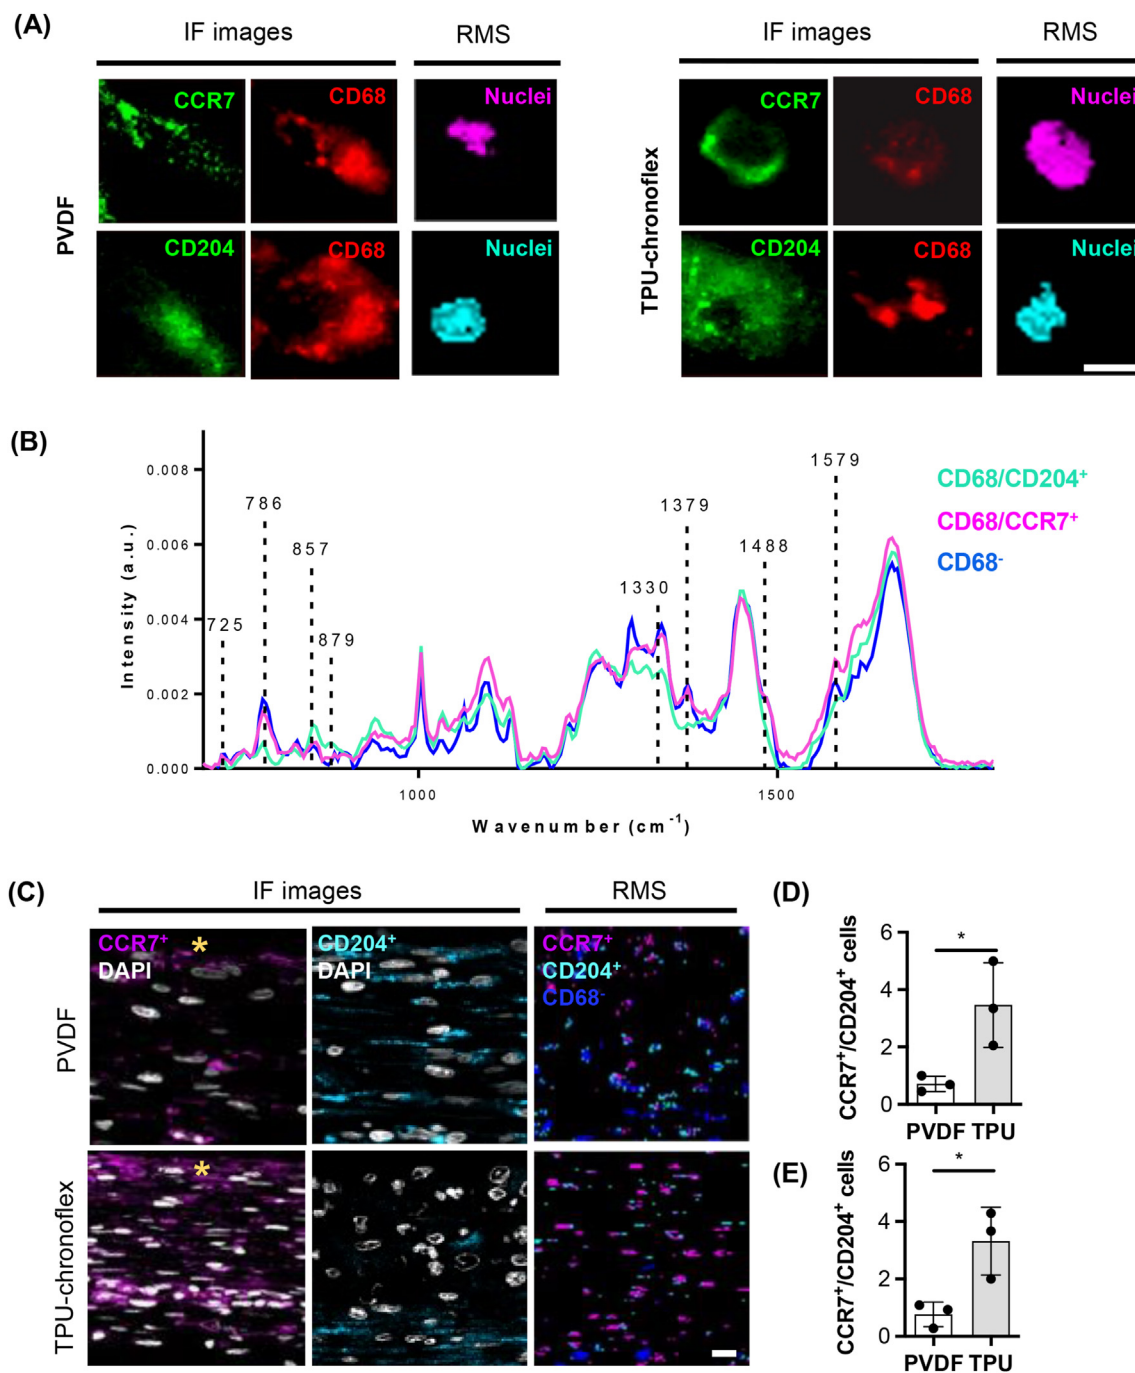 (A)
IF images
RMS
IF images
RMS
PVDF
CCR7
CD68
Nuclei
CD204
CD68
Nuclei
TPU-chronoflex
CCR7
CD68
Nuclei
CD204
CD68
Nuclei
(B)
Intensity (a.u.)
0.008
0.006
0.004
0.002
0.000
725
786
857
879
1330
1379
1488
1579
CD68/CD204+
CD68/CCR7+
CD68-
1000
1500
Wavenumber (cm-1)
(C)
IF images
RMS
PVDF
CCR7+ *
DAPI
CD204+
DAPI
CCR7+
CD204+
CD68-
TPU-chronoflex
*
(D)
CCR7+/CD204+ cells
6
4
2
0
*
PVDF TPU
(E)
CCR7+/CD204+ cells
6
4
2
0
*
PVDF TPU